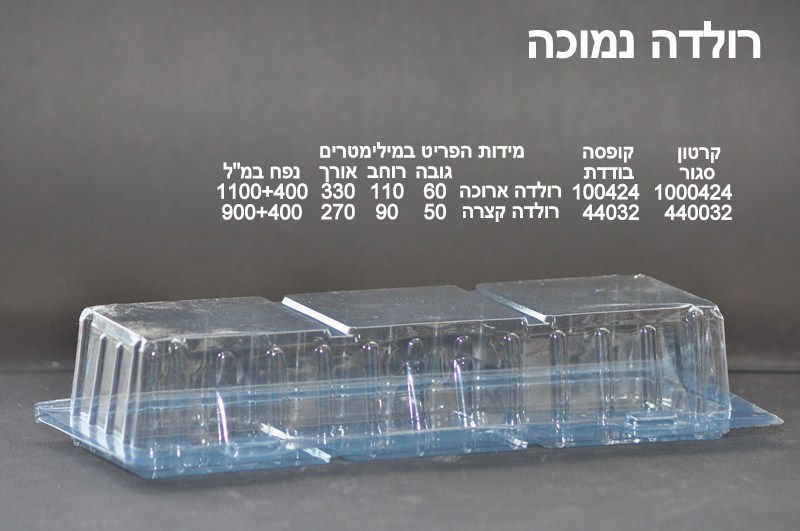 רולדה נמוכה
קרטון קופסה מידות הפריט במילימטרים
סגור בודדת גובה רוחב אורך נפח במ"ל
1000424 100424 רולדה ארוכה 60 110 330 1100+400
440032 44032 רולדה קצרה 50 90 270 900+400